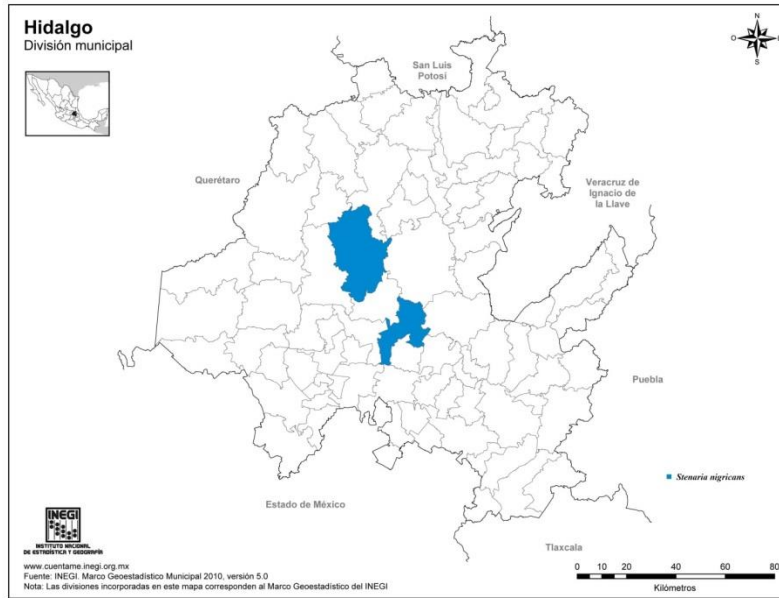 Hidalgo
División municipal
N
O
E
S
San Luis
Potosí
Querétaro
Veracruz de
Ignacio de
la Llave
Puebla
Stenaria nigricans
Estado de México
Tlaxcala
INEGI
INSTITUTO NACIONAL
DE ESTADÍSTICA Y GEOGRAFÍA
www.cuentame.inegi.org.mx
Fuente: INEGI. Marco Geoestadístico Municipal 2010, versión 5.0
Nota: Las divisiones incorporadas en este mapa corresponden al Marco Geoestadístico del INEGI
0 20 40 60 80
Kilómetros